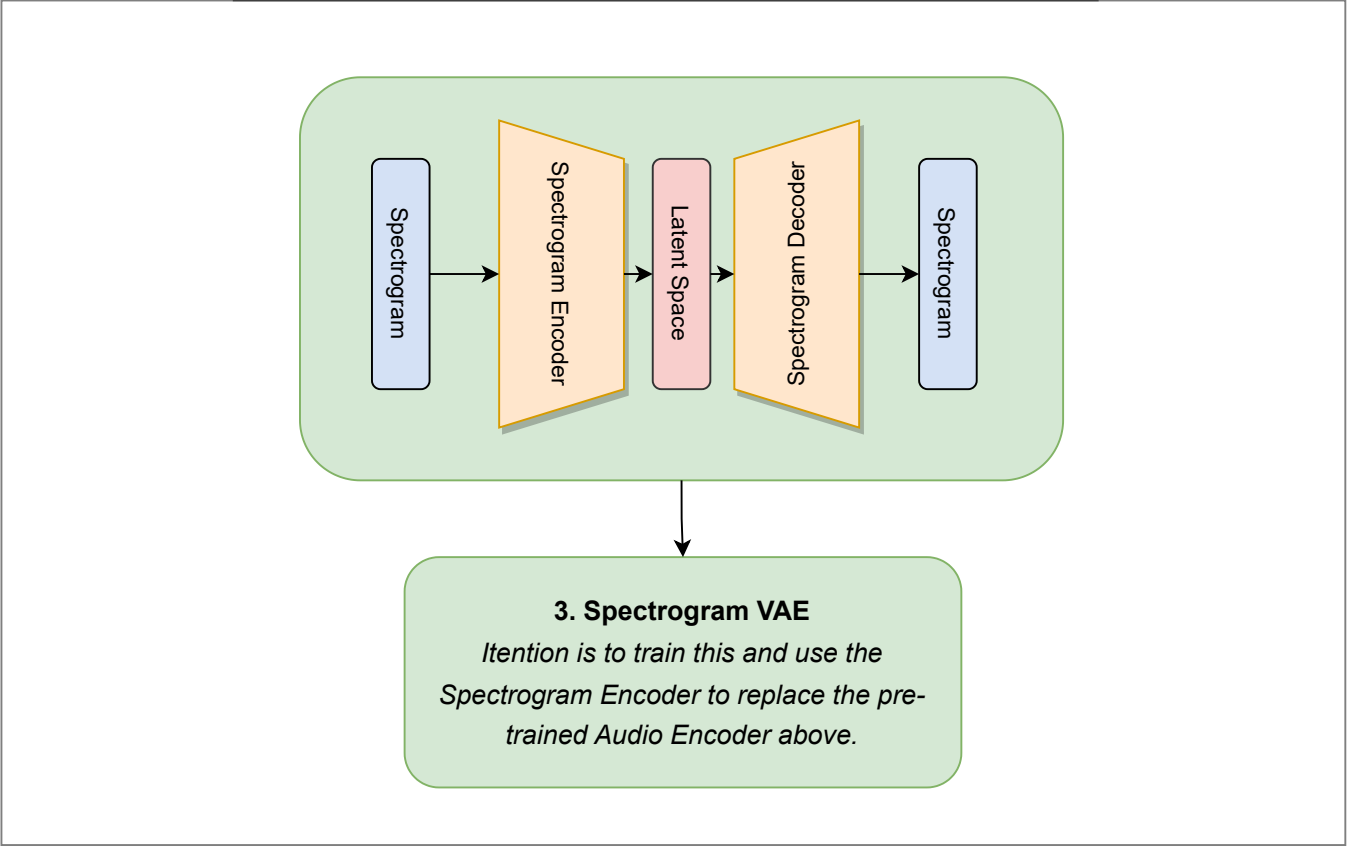 Spectrogram
Spectrogram Encoder
Latent Space
Spectrogram Decoder
Spectrogram
3. Spectrogram VAE
Itention is to train this and use the
Spectrogram Encoder to replace the pre-
trained Audio Encoder above.